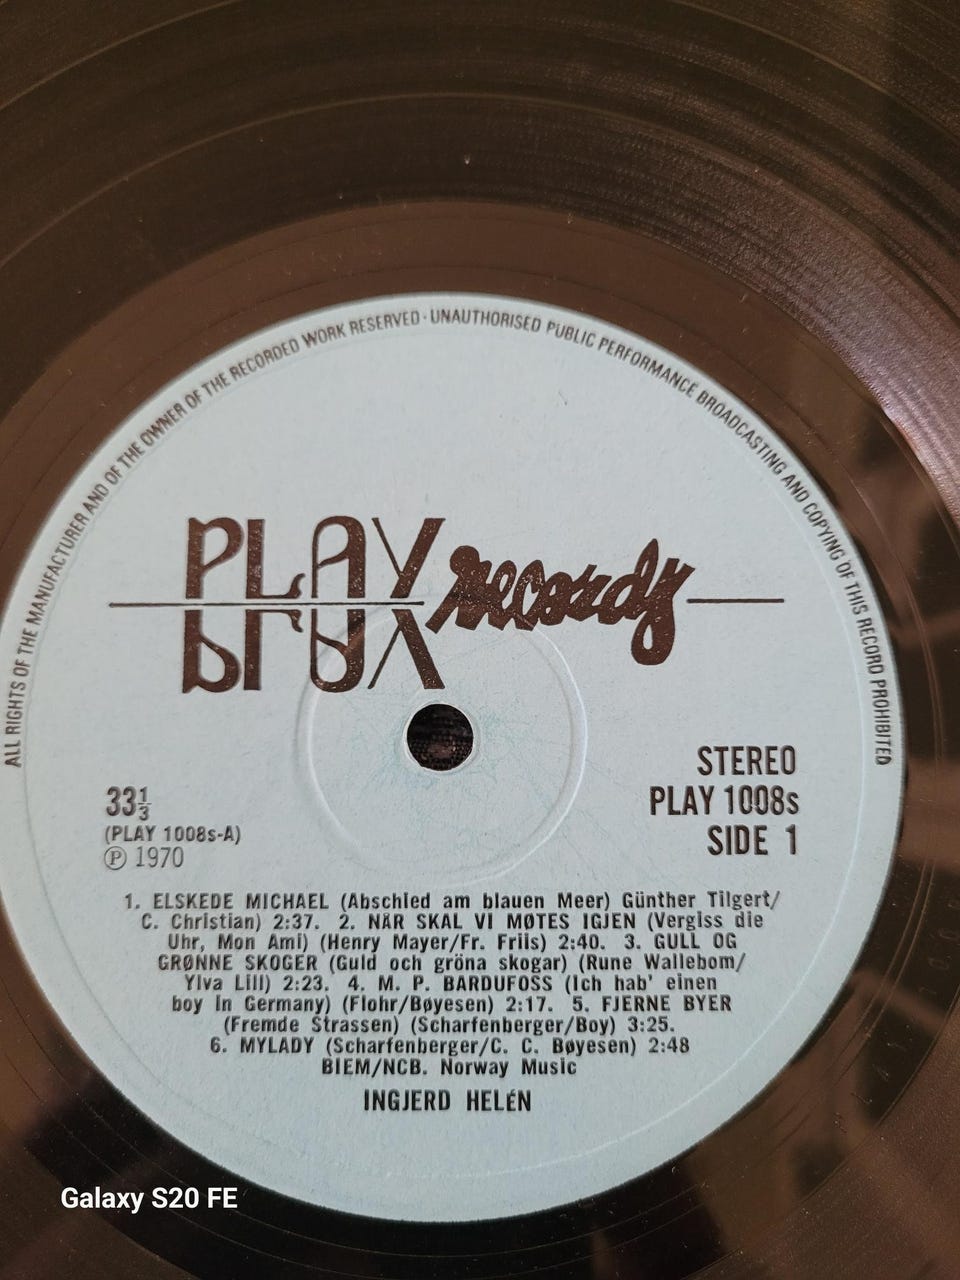 ALL RIGHTS OF THE MANUFACTURER AND OF THE OWNER OF THE RECORDED WORK RESERVED · UNAUTHORISED PUBLIC PERFORMANCE BROADCASTING AND COPYING OF THIS RECORD PROHIBITED
PLAY records
STEREO
33⅓ PLAY 1008s
(PLAY 1008s-A) SIDE 1
℗ 1970
1. ELSKEDE MICHAEL (Abschied am blauen Meer) Günther Tilgert/
C. Christian) 2:37. 2. NÅR SKAL VI MØTES IGJEN (Vergiss die
Uhr, Mon Ami) (Henry Mayer/Fr. Friis) 2:40. 3. GULL OG
GRØNNE SKOGER (Guld och gröna skogar) (Rune Wallebom/
Ylva Lill) 2:23. 4. M. P. BARDUFOSS (Ich hab' einen
boy in Germany) (Flohr/Bøyesen) 2:17. 5. FJERNE BYER
(Fremde Strassen) (Scharfenberger/Boy) 3:25.
6. MYLADY (Scharfenberger/C. C. Bøyesen) 2:48
BIEM/NCB. Norway Music
INGJERD HELÉN
Galaxy S20 FE